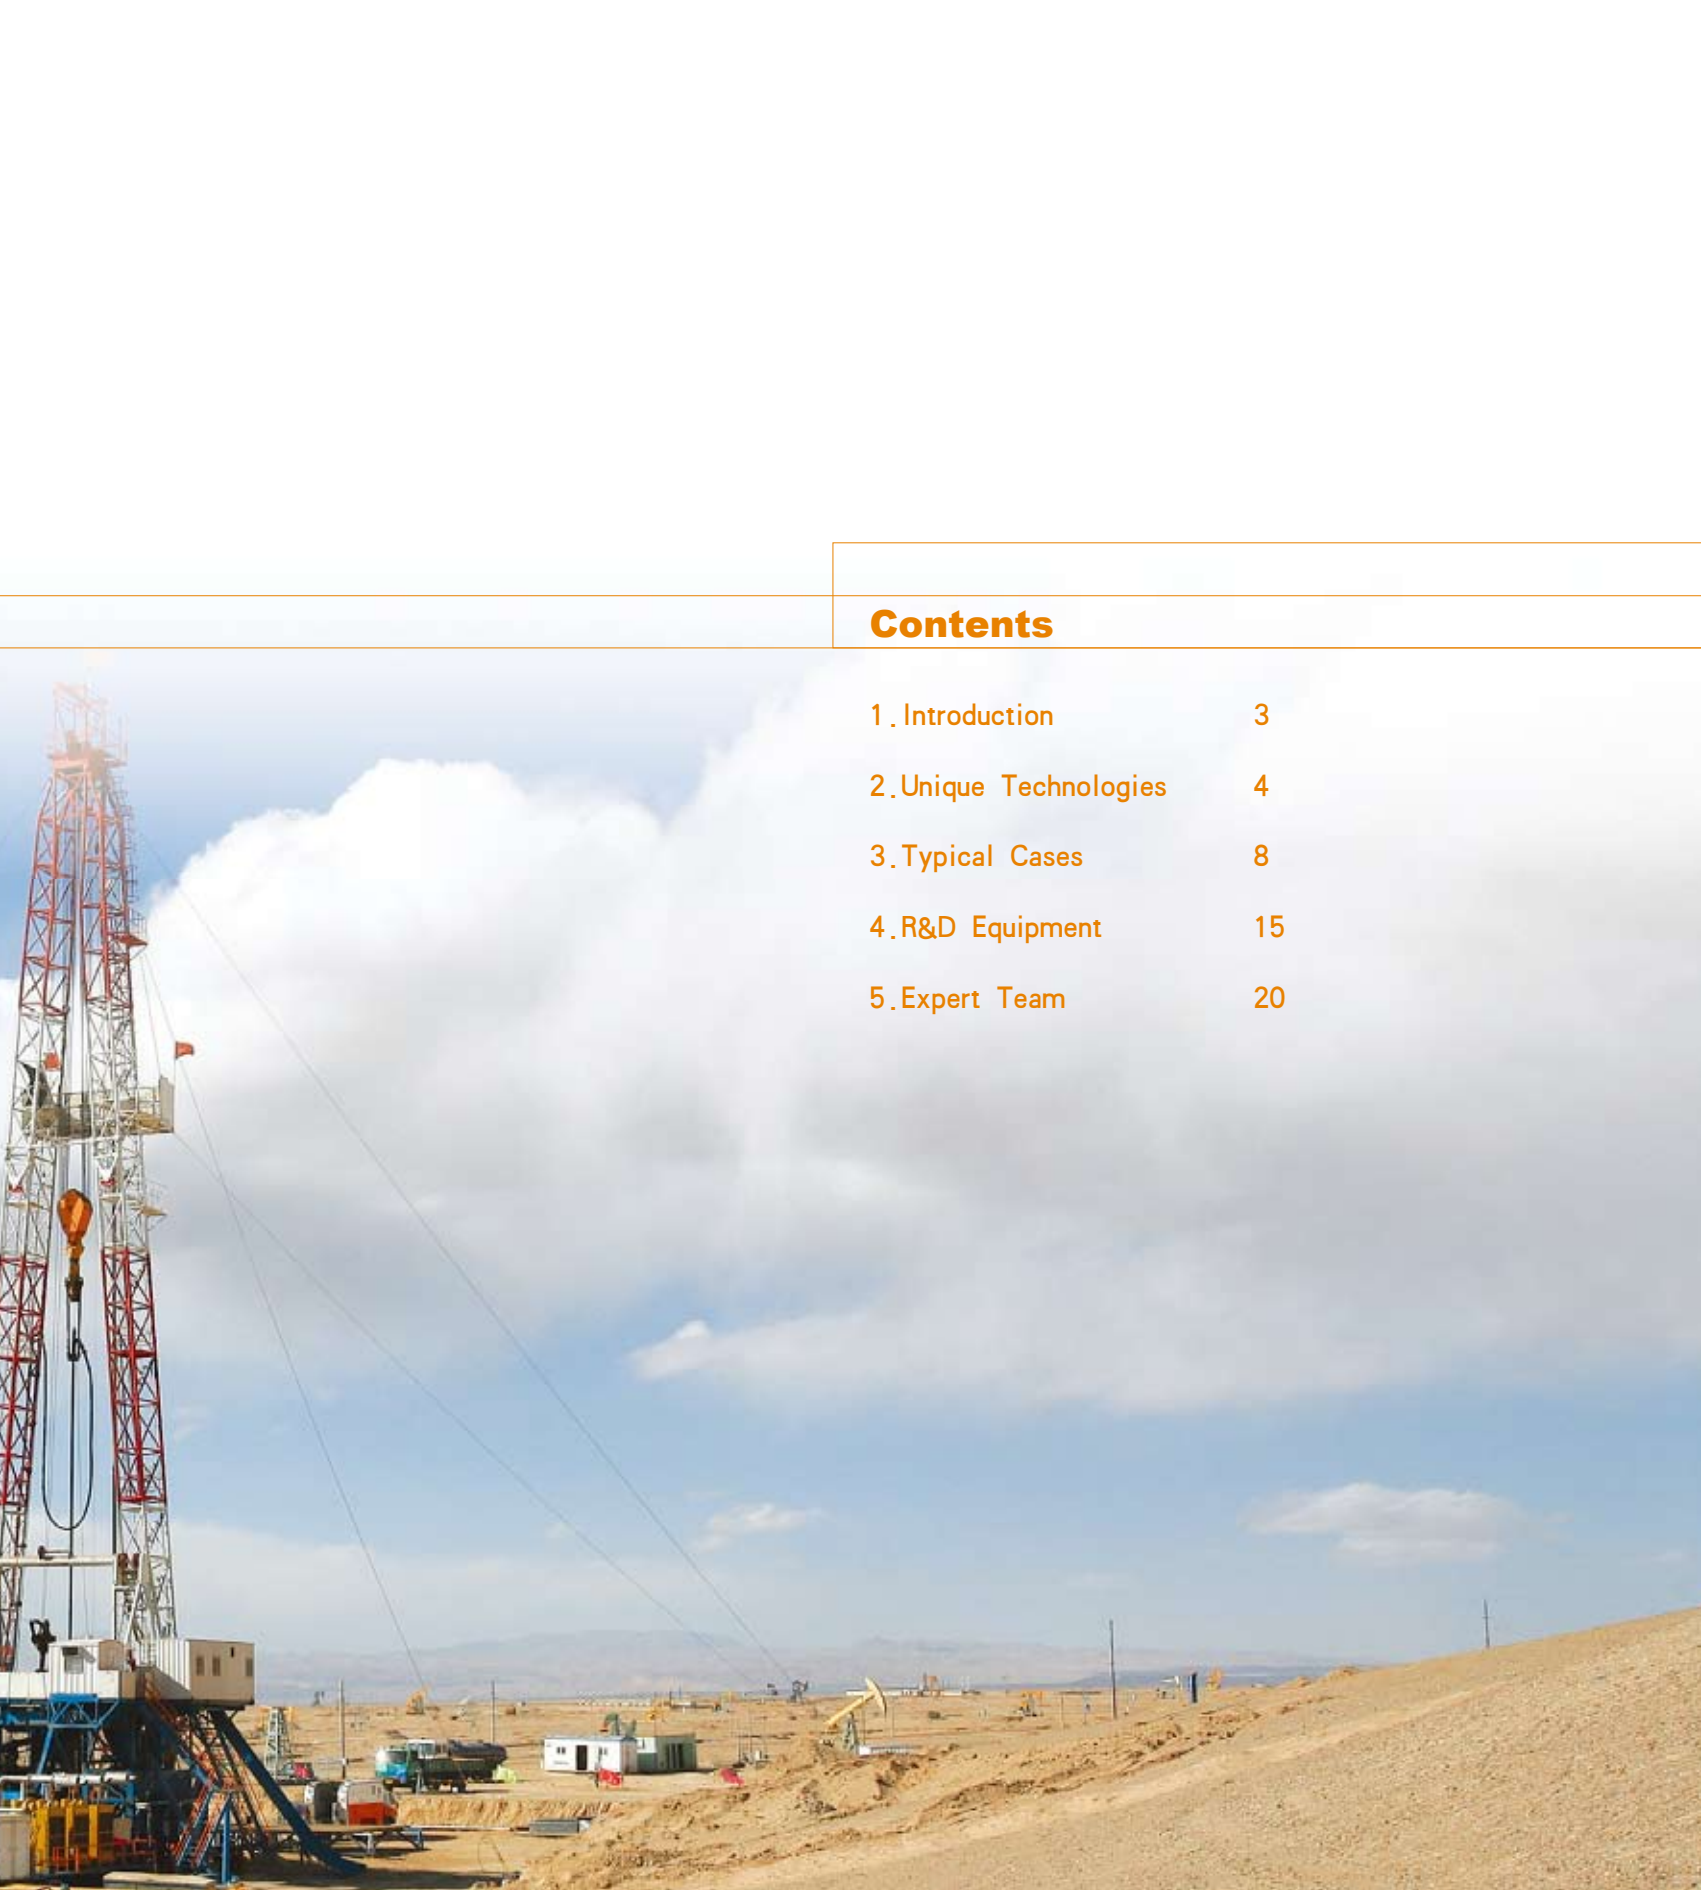 Contents
1.Introduction 3
2.Unique Technologies 4
3.Typical Cases 8
4.R&D Equipment 15
5.Expert Team 20